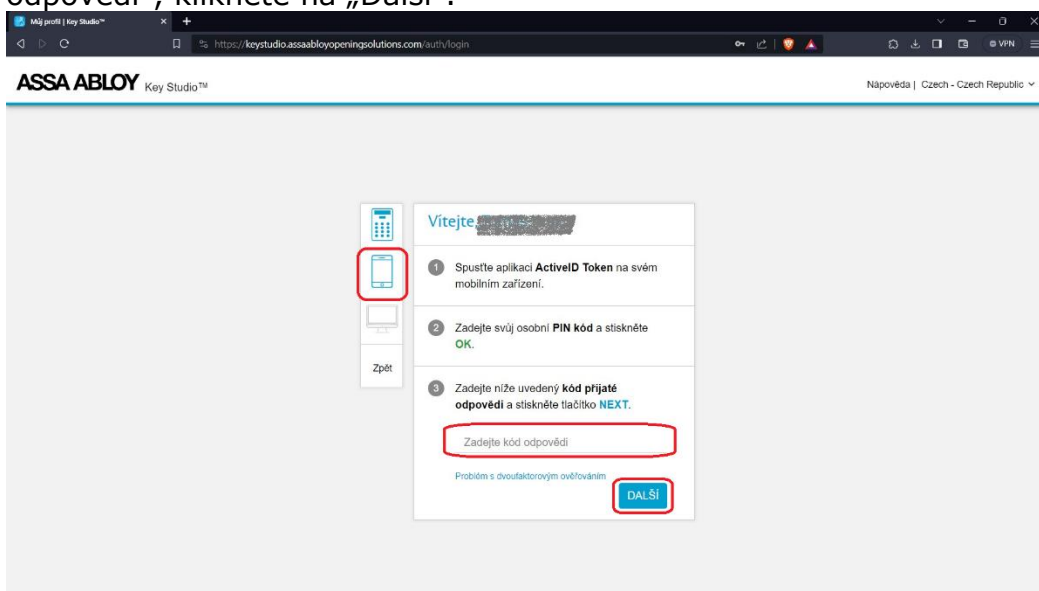 odpovědi", klikněte na „Další".
Můj profil | Key Studio™
https://keystudio.assaabloyopeningsolutions.com/auth/login
VPN
ASSA ABLOY Key Studio™
Nápověda | Czech - Czech Republic
Vítejte,
1 Spusťte aplikaci ActiveID Token na svém
mobilním zařízení.
2 Zadejte svůj osobní PIN kód a stiskněte
OK.
Zpět
3 Zadejte níže uvedený kód přijaté
odpovědi a stiskněte tlačítko NEXT.
Zadejte kód odpovědi
Problém s dvoufaktorovým ověřováním
DALŠÍ